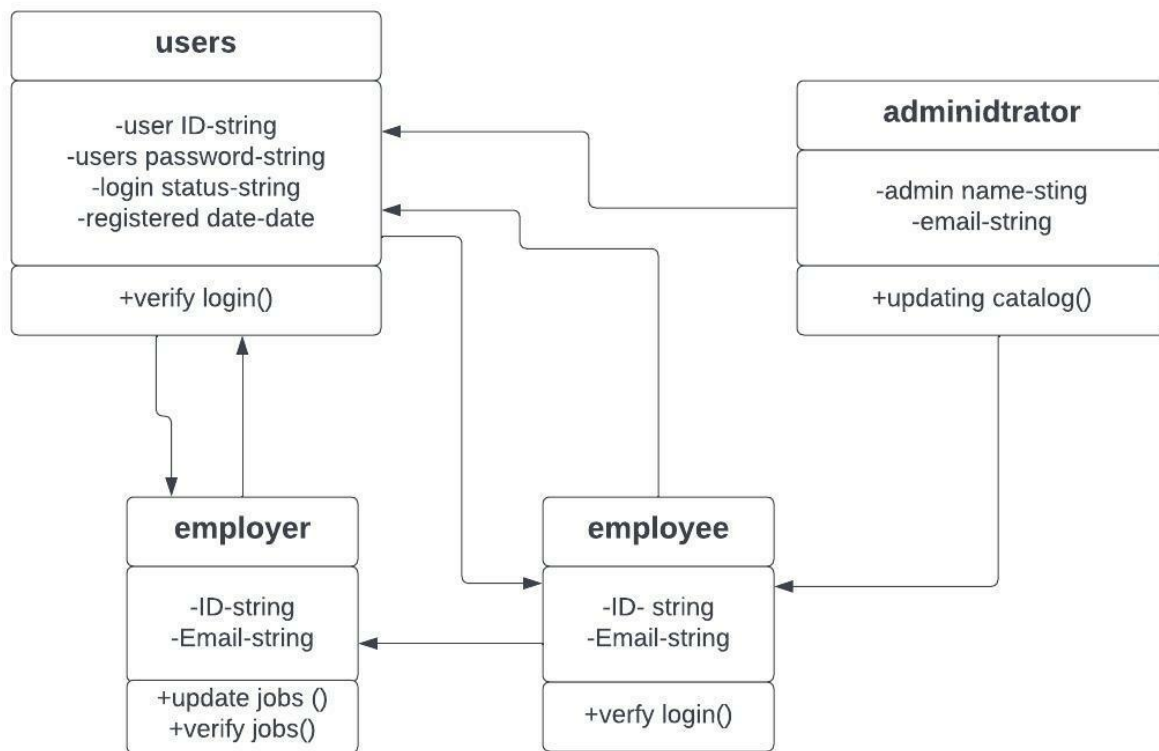 users
-user ID-string
-users password-string
-login status-string
-registered date-date
+verify login()
adminidtrator
-admin name-sting
-email-string
+updating catalog()
employer
-ID-string
-Email-string
+update jobs ()
+verify jobs()
employee
-ID- string
-Email-string
+verfy login()